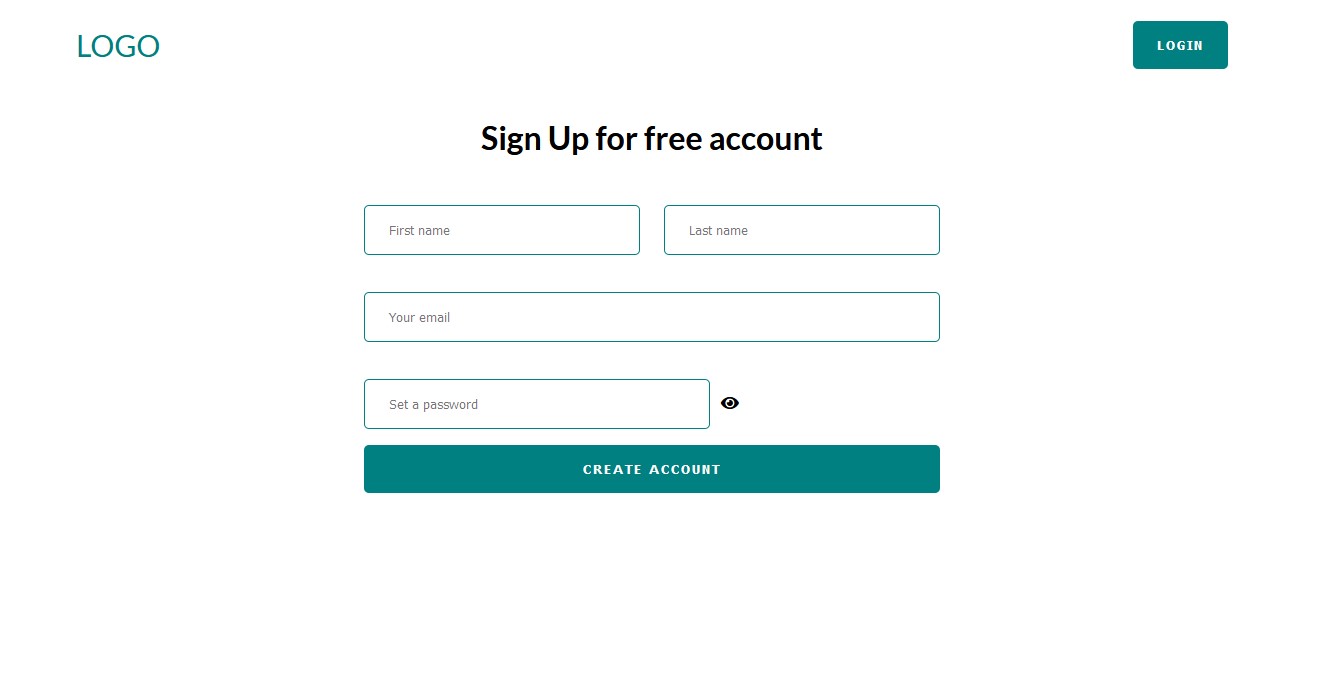 LOGO
LOGIN
Sign Up for free account
First name
Last name
Your email
Set a password
CREATE ACCOUNT